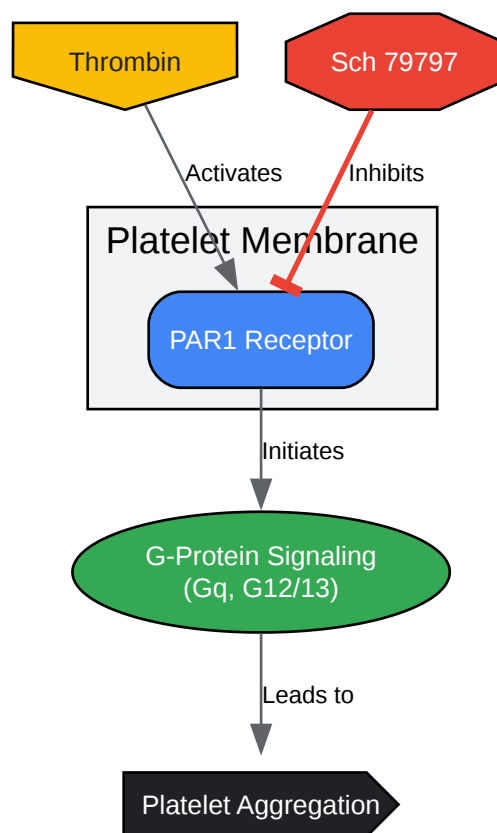 Thrombin
Sch 79797
Activates
Inhibits
Platelet Membrane
PAR1 Receptor
Initiates
G-Protein Signaling
(Gq, G12/13)
Leads to
Platelet Aggregation